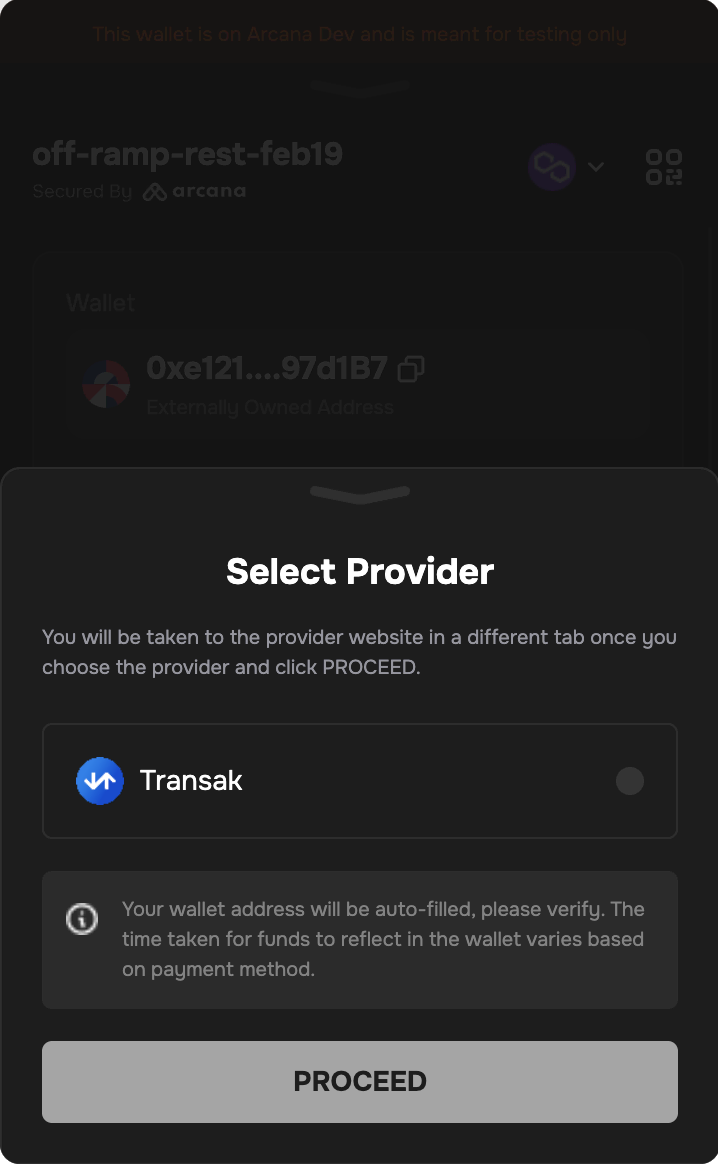 This wallet is on Arcana Dev and is meant for testing only
off-ramp-rest-feb19
Secured By arcana
Wallet
0xe121....97d1B7
Externally Owned Address
Select Provider
You will be taken to the provider website in a different tab once you
choose the provider and click PROCEED.
Transak
Your wallet address will be auto-filled, please verify. The
time taken for funds to reflect in the wallet varies based
on payment method.
PROCEED